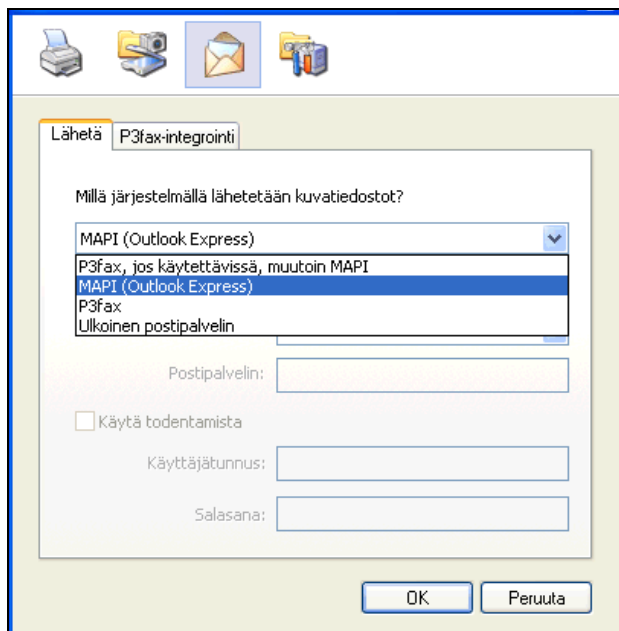 Lähetä
P3fax-integrointi
Millä järjestelmällä lähetetään kuvatiedostot?
MAPI (Outlook Express)
P3fax, jos käytettävissä, muutoin MAPI
MAPI (Outlook Express)
P3fax
Ulkoinen postipalvelin
Postipalvelin:
Käytä todentamista
Käyttäjätunnus:
Salasana:
OK
Peruuta